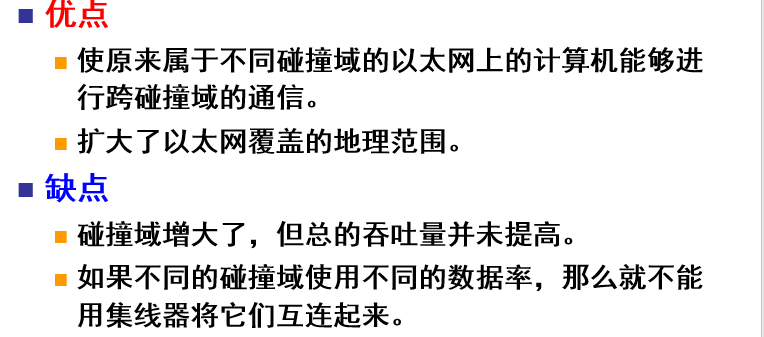 优点
使原来属于不同碰撞域的以太网上的计算机能够进
行跨碰撞域的通信。
扩大了以太网覆盖的地理范围。
缺点
碰撞域增大了，但总的吞吐量并未提高。
如果不同的碰撞域使用不同的数据率，那么就不能
用集线器将它们互连起来。